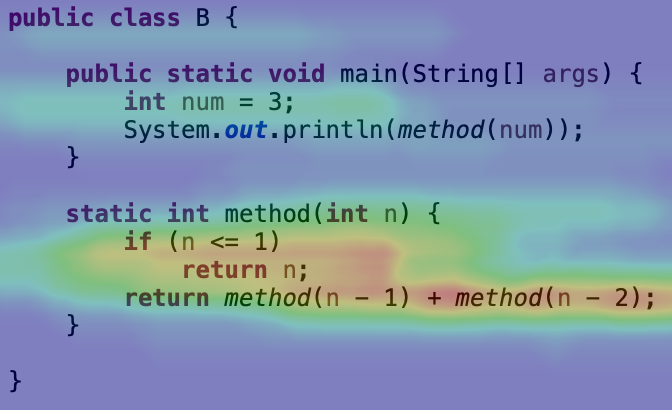 public class B {
public static void main(String[] args) {
int num = 3;
System.out.println(method(num));
}
static int method(int n) {
if (n <= 1)
return n;
return method(n - 1) + method(n - 2);
}
}